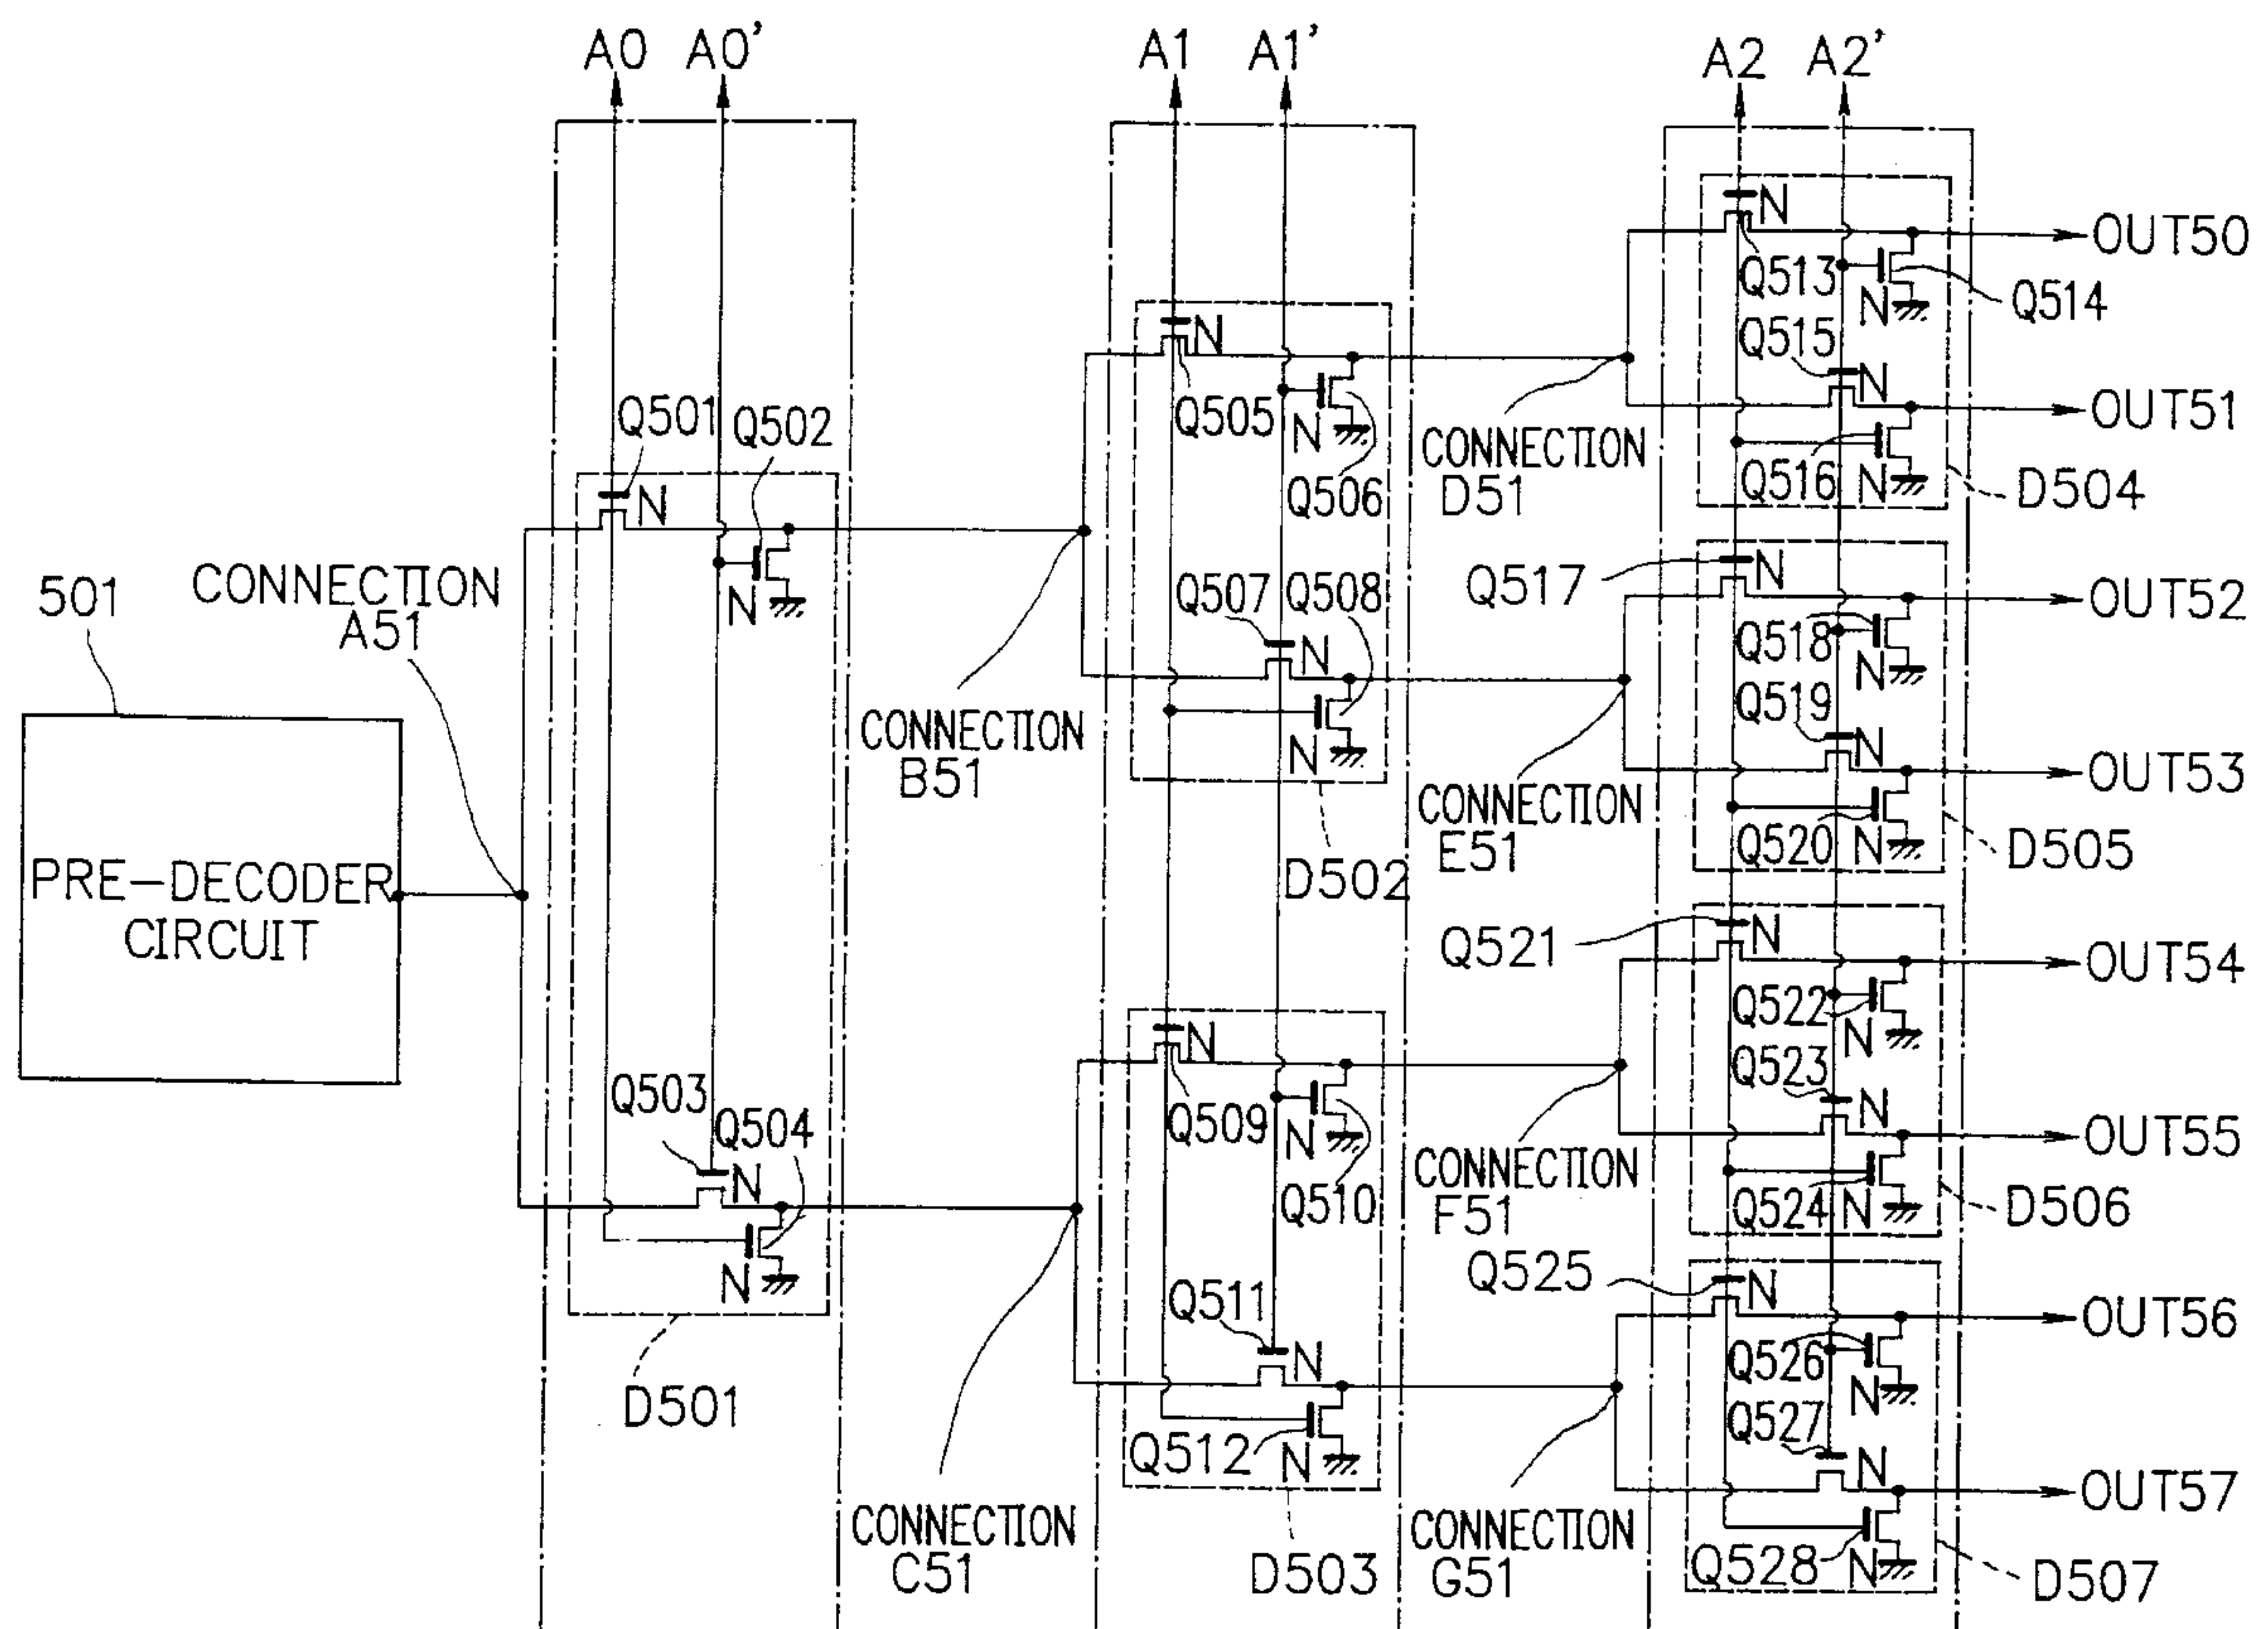 A0
A0'
A1
A1'
A2
A2'
N
OUT50
Q513
Q514
N
Q515
N
OUT51
Q516
N
D504
N
Q505
N
Q506
CONNECTION
D51
Q501
Q502
N
N
Q517
N
OUT52
Q518
N
Q519
N
OUT53
Q520
N
D505
Q507
Q508
N
N
D502
CONNECTION
E51
501
CONNECTION
A51
CONNECTION
B51
PRE-DECODER
CIRCUIT
Q521
N
OUT54
Q522
N
Q523
N
OUT55
Q524
N
D506
N
Q509
N
Q510
CONNECTION
F51
Q503
Q504
N
N
D501
Q525
N
OUT56
Q526
N
Q527
N
OUT57
Q528
N
D507
Q511
N
Q512
N
D503
CONNECTION
C51
CONNECTION
G51